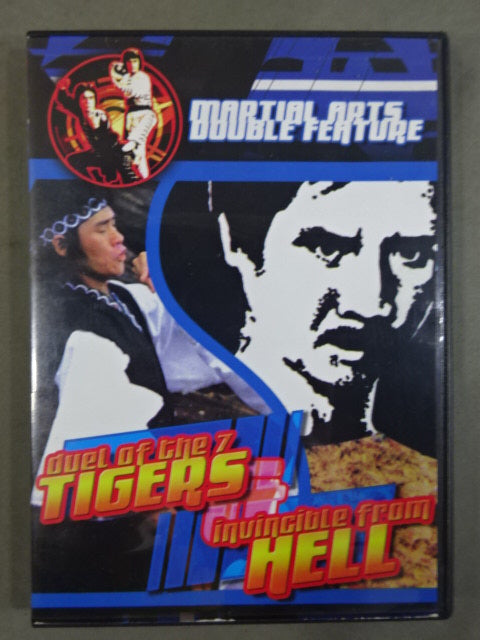 MARTIAL ARTS
DOUBLE FEATURE
duel of the 7
TIGERS
invincible from
HELL